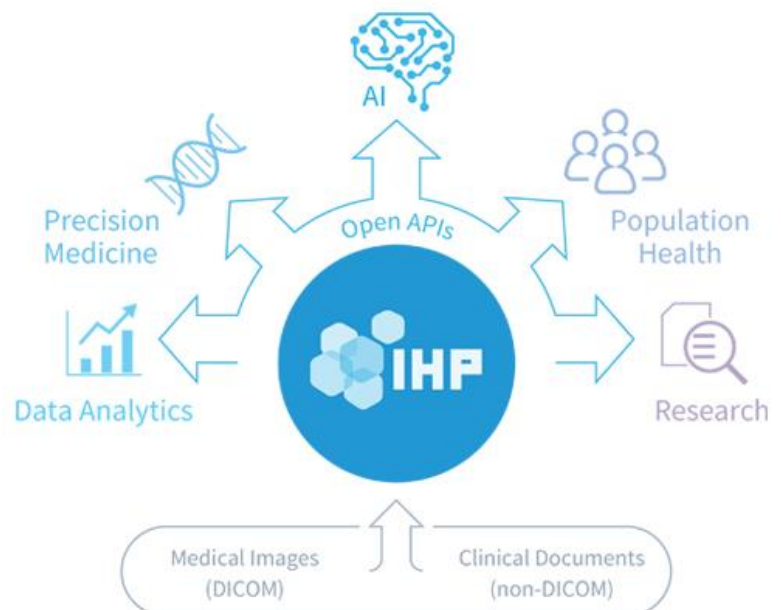 AI
Precision
Medicine
Population
Health
Open APIs
IHP
Data Analytics
Research
Medical Images
(DICOM)
Clinical Documents
(non-DICOM)